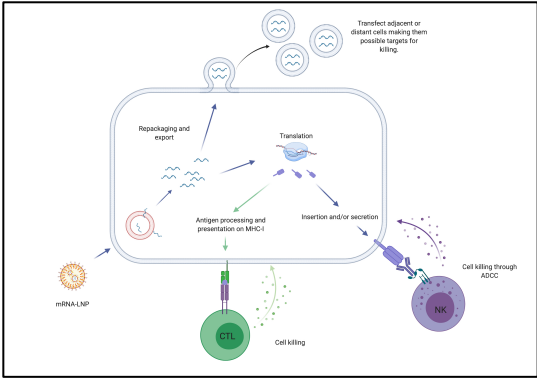 Transfect adjacent or
distant cells making them
possible targets for
killing.
Repackaging and
export
Translation
Antigen processing and
presentation on MHC-I
Insertion and/or secretion
mRNA-LNP
Cell killing through
ADCC
NK
CTL
Cell killing